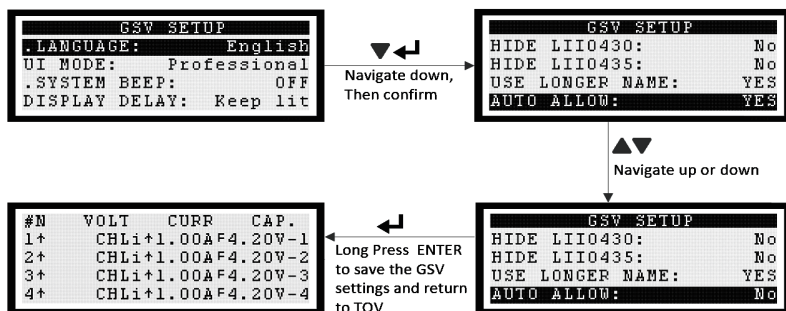 GSV SETUP
.LANGUAGE: English
UI MODE: Professional
.SYSTEM BEEP: OFF
DISPLAY DELAY: Keep lit
Navigate down,
Then confirm
GSV SETUP
HIDE LII0430: No
HIDE LII0435: No
USE LONGER NAME: YES
AUTO ALLOW: YES
Navigate up or down
GSV SETUP
HIDE LII0430: No
HIDE LII0435: No
USE LONGER NAME: YES
AUTO ALLOW: No
Long Press ENTER
to save the GSV
settings and return
to TOV
#N VOLT CURR CAP.
1↑ CHLi↑1.00A F4.20V-1
2↑ CHLi↑1.00A F4.20V-2
3↑ CHLi↑1.00A F4.20V-3
4↑ CHLi↑1.00A F4.20V-4